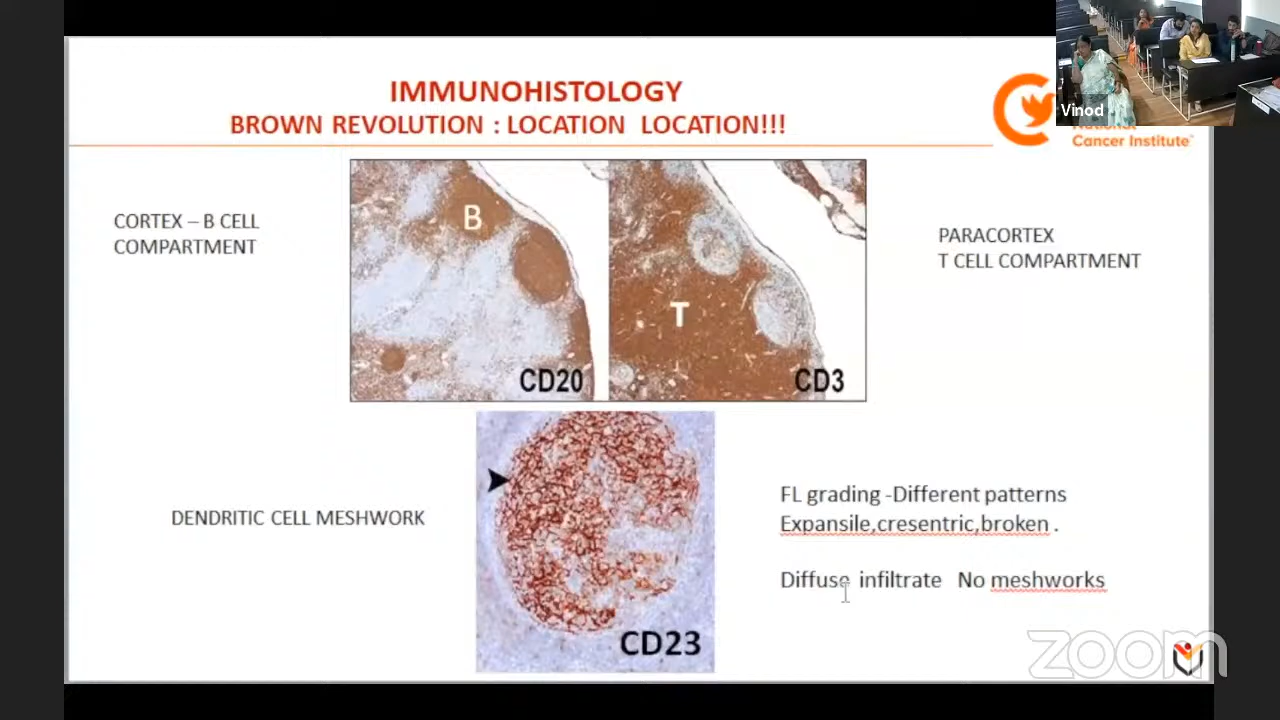 IMMUNOHISTOLOGY
BROWN REVOLUTION : LOCATION LOCATION!!!
Vinod
National
Cancer Institute
CORTEX – B CELL
COMPARTMENT
B
CD20
T
CD3
PARACORTEX
T CELL COMPARTMENT
DENDRITIC CELL MESHWORK
CD23
FL grading -Different patterns
Expansile,cresentric,broken .
Diffuse infiltrate No meshworks
zoom